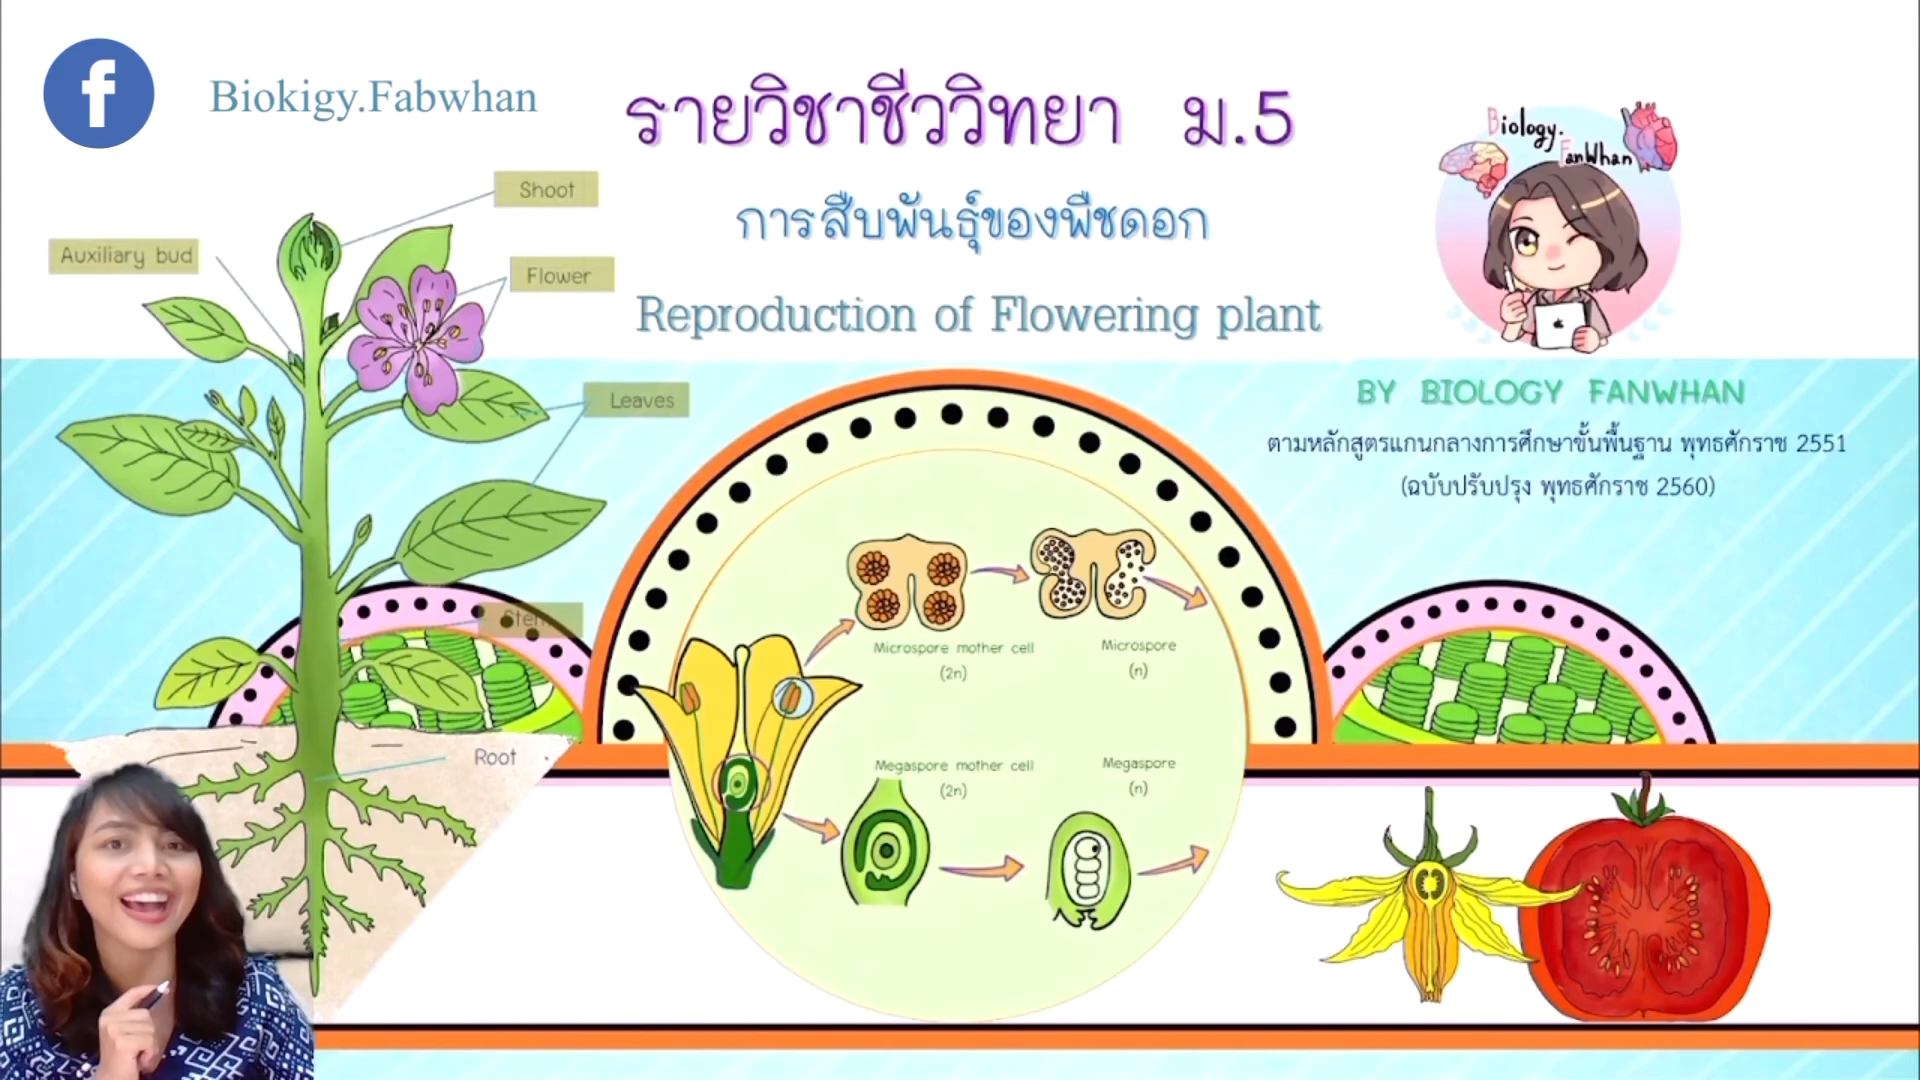 Biokigy.Fabwhan
รายวิชาชีววิทยา ม.5
การสืบพันธุ์ของพืชดอก
Reproduction of Flowering plant
Biology.
FanWhan
BY BIOLOGY FANWHAN
ตามหลักสูตรแกนกลางการศึกษาขั้นพื้นฐาน พุทธศักราช 2551
(ฉบับปรับปรุง พุทธศักราช 2560)
Shoot
Auxiliary bud
Flower
Leaves
Stem
Root
Microspore mother cell
(2n)
Microspore
(n)
Megaspore mother cell
(2n)
Megaspore
(n)